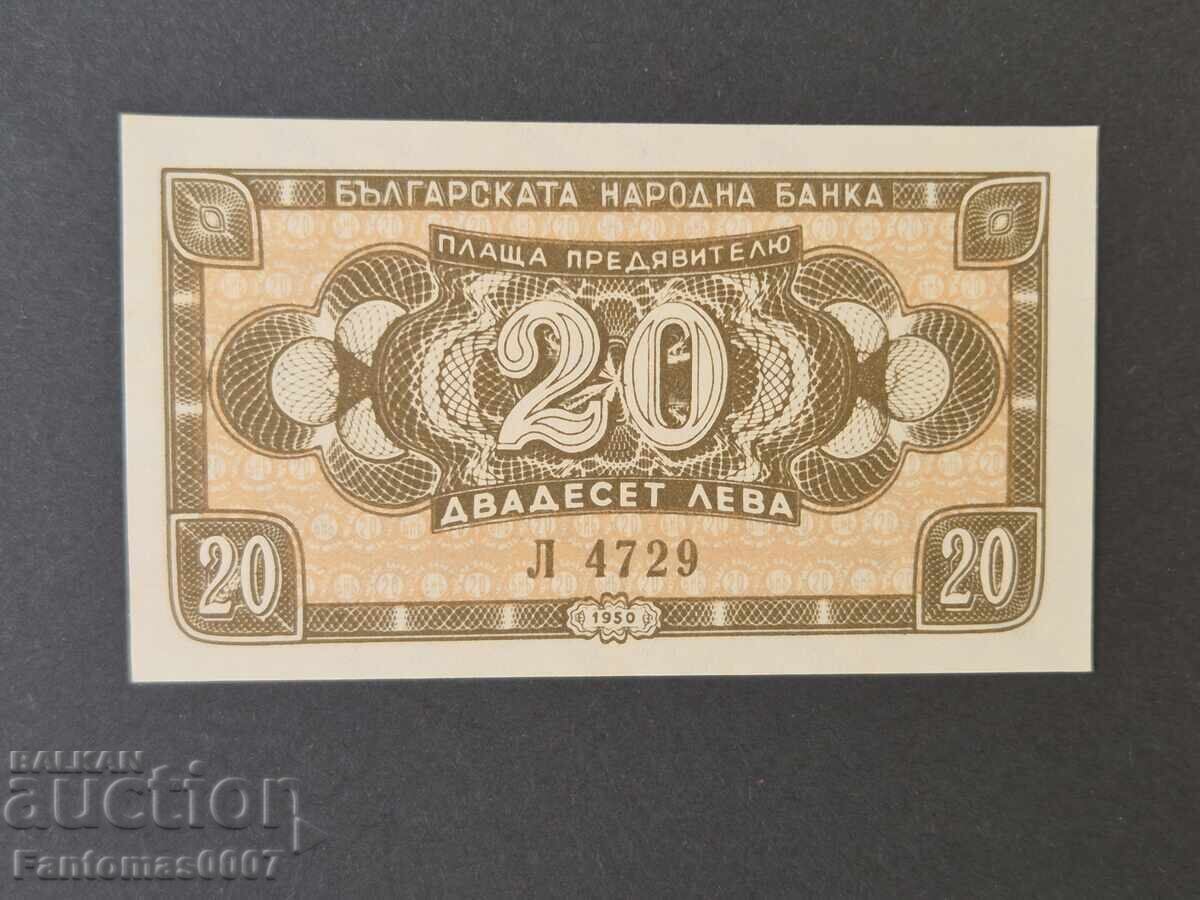 БЪЛГАРСКАТА НАРОДНА БАНКА
ПЛАЩА ПРЕДЯВИТЕЛЮ
20
ДВАДЕСЕТ ЛЕВА
Л 4729
20 20
1950
BALKAN
auction
Fantomas0007